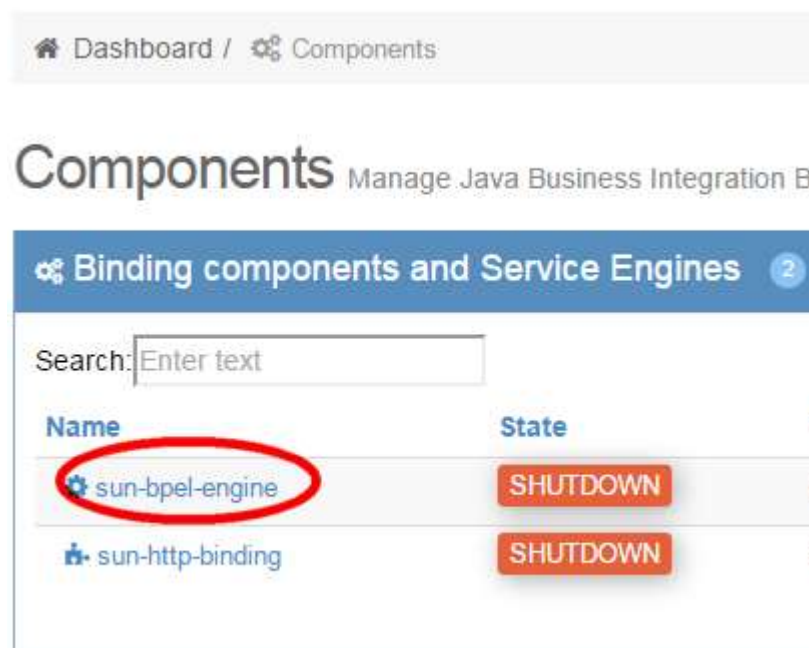 Dashboard / Components
Components Manage Java Business Integration B
Binding components and Service Engines 2
Search: Enter text
Name State
sun-bpel-engine SHUTDOWN
sun-http-binding SHUTDOWN